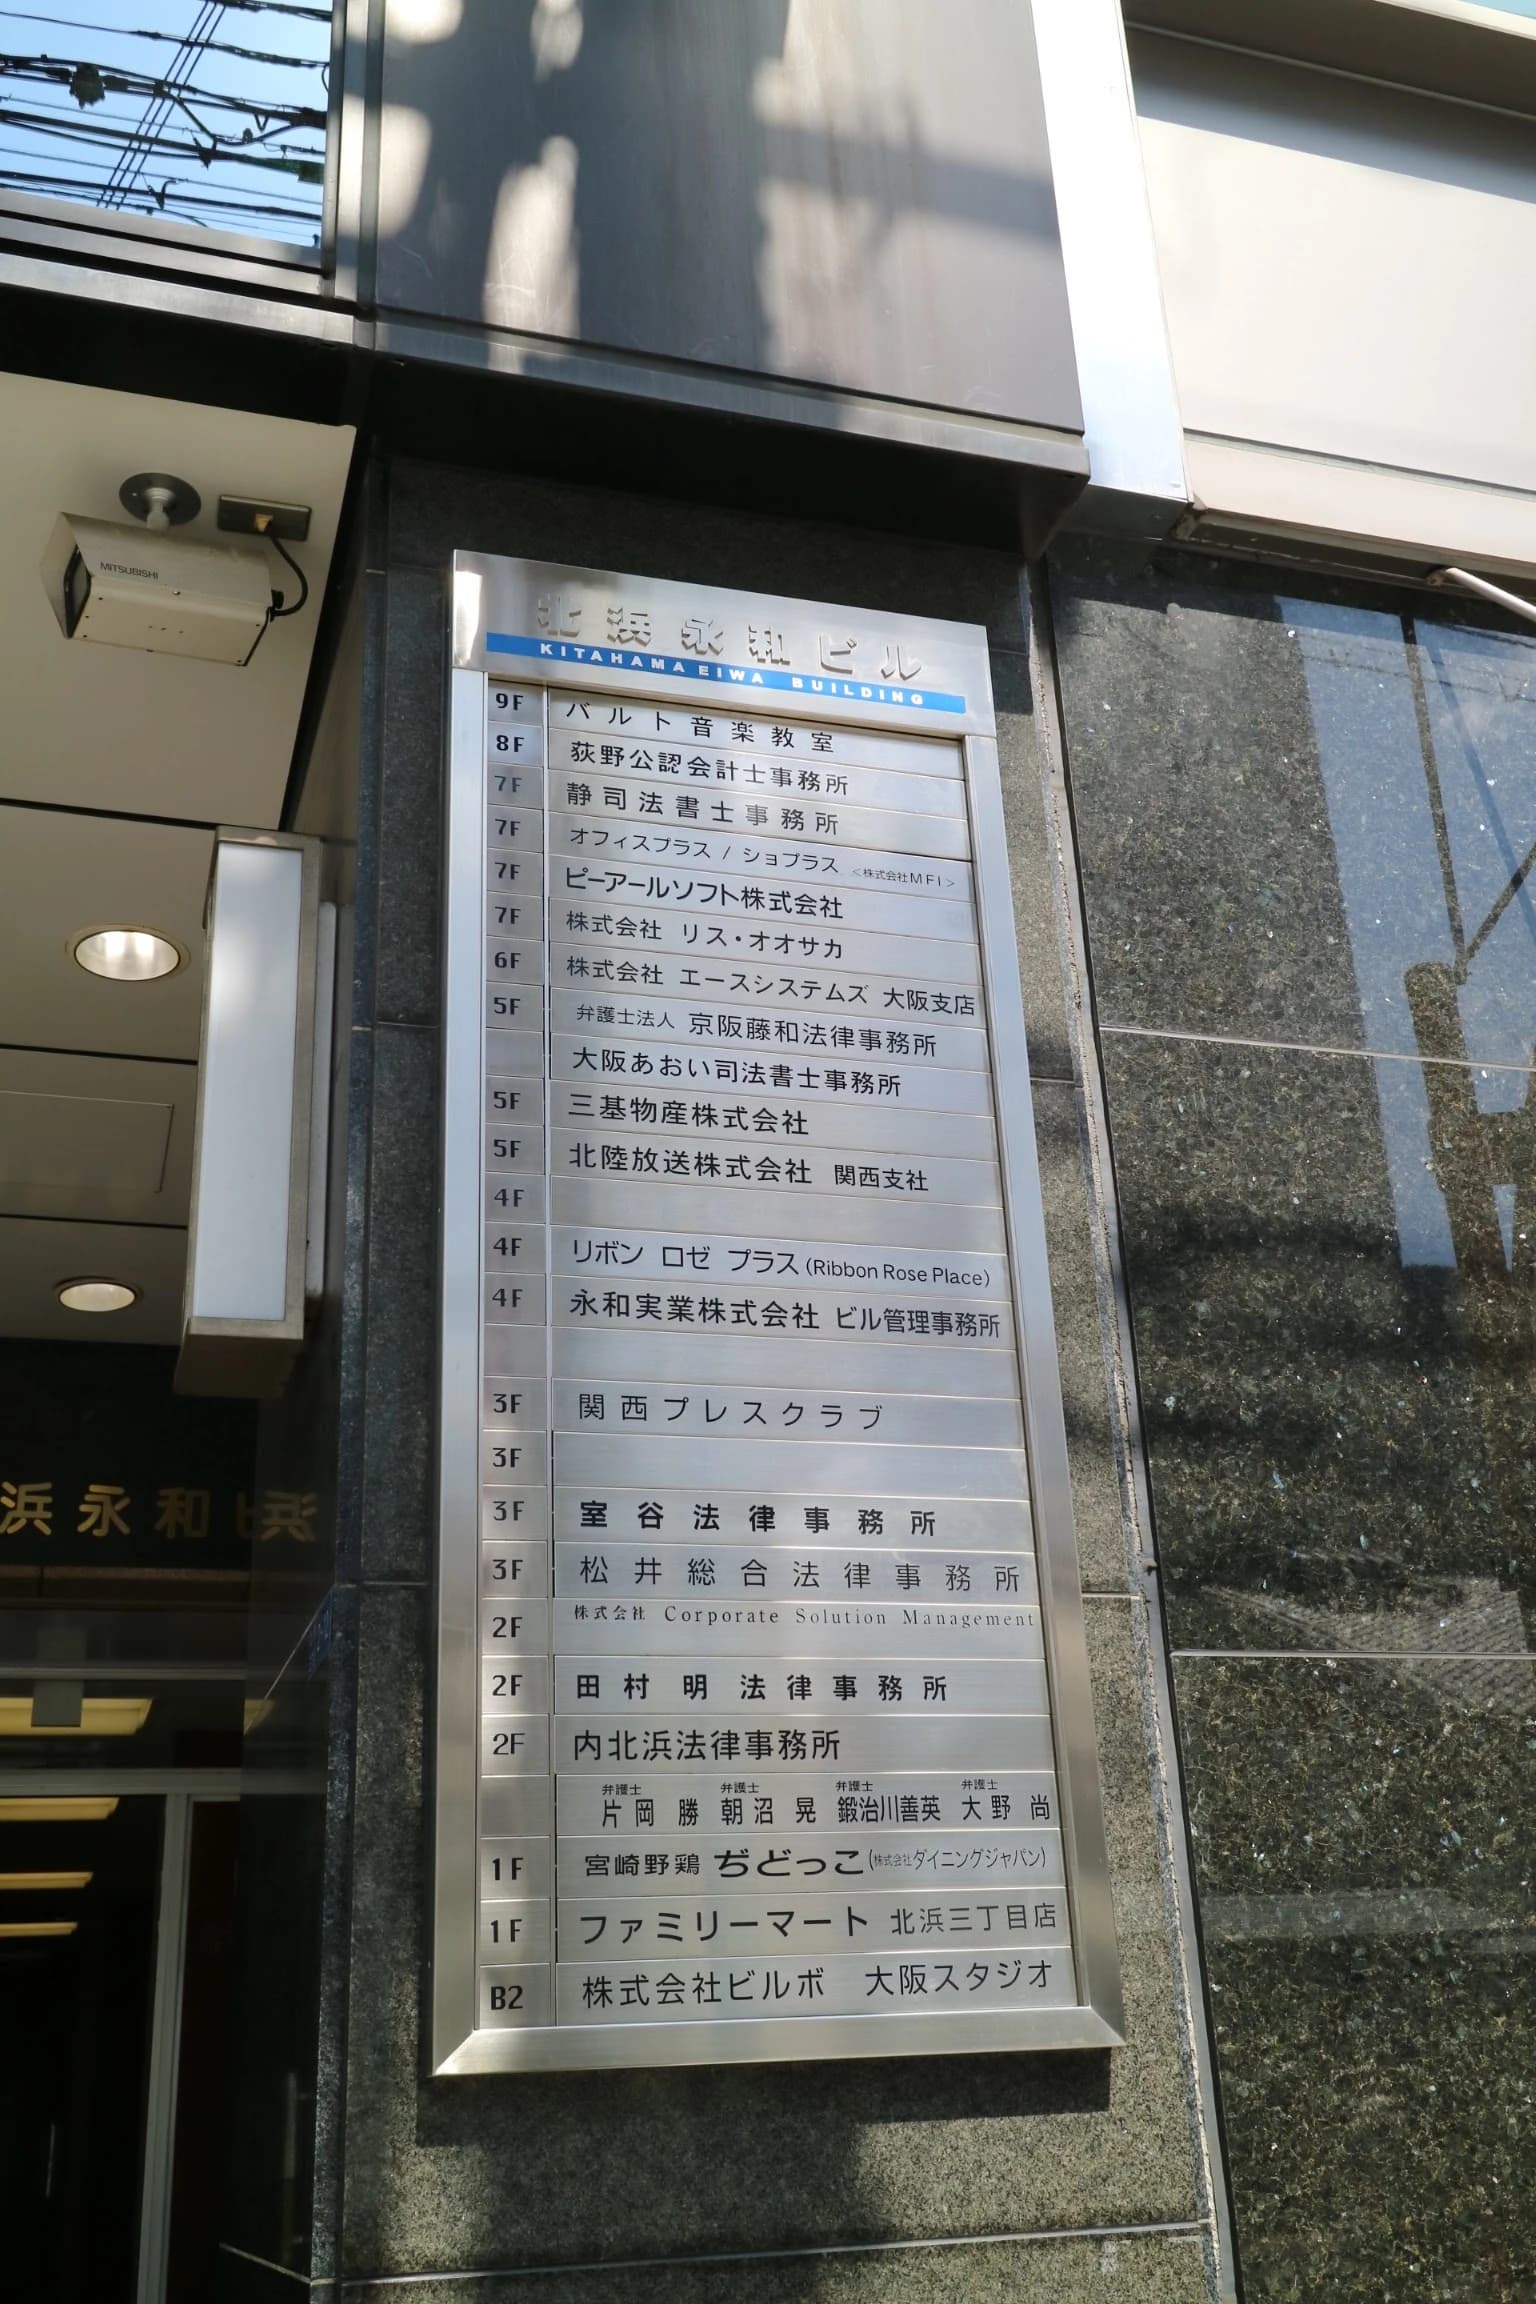 MITSUBISHI
北浜永和ビル
KITAHAMA EIWA BUILDING
9F バルト音楽教室
8F 荻野公認会計士事務所
7F 静司法書士事務所
7F オフィスプラス / ショプラス <株式会社MFI>
7F ピーアールソフト株式会社
7F 株式会社 リス・オオサカ
6F 株式会社 エースシステムズ 大阪支店
5F 弁護士法人 京阪藤和法律事務所
大阪あおい司法書士事務所
5F 三基物産株式会社
5F 北陸放送株式会社 関西支社
4F
4F リボン ロゼ プラス (Ribbon Rose Place)
4F 永和実業株式会社 ビル管理事務所
3F 関西プレスクラブ
3F
3F 室谷法律事務所
3F 松井総合法律事務所
2F 株式会社 Corporate Solution Management
2F 田村明法律事務所
2F 内北浜法律事務所
弁護士 弁護士 弁護士 弁護士
片岡 勝 朝沼 晃 鍛治川善英 大野 尚
1F 宮崎野鶏 ぢどっこ (株式会社ダイニングジャパン)
1F ファミリーマート 北浜三丁目店
B2 株式会社ビルボ 大阪スタジオ
浜永和ビ